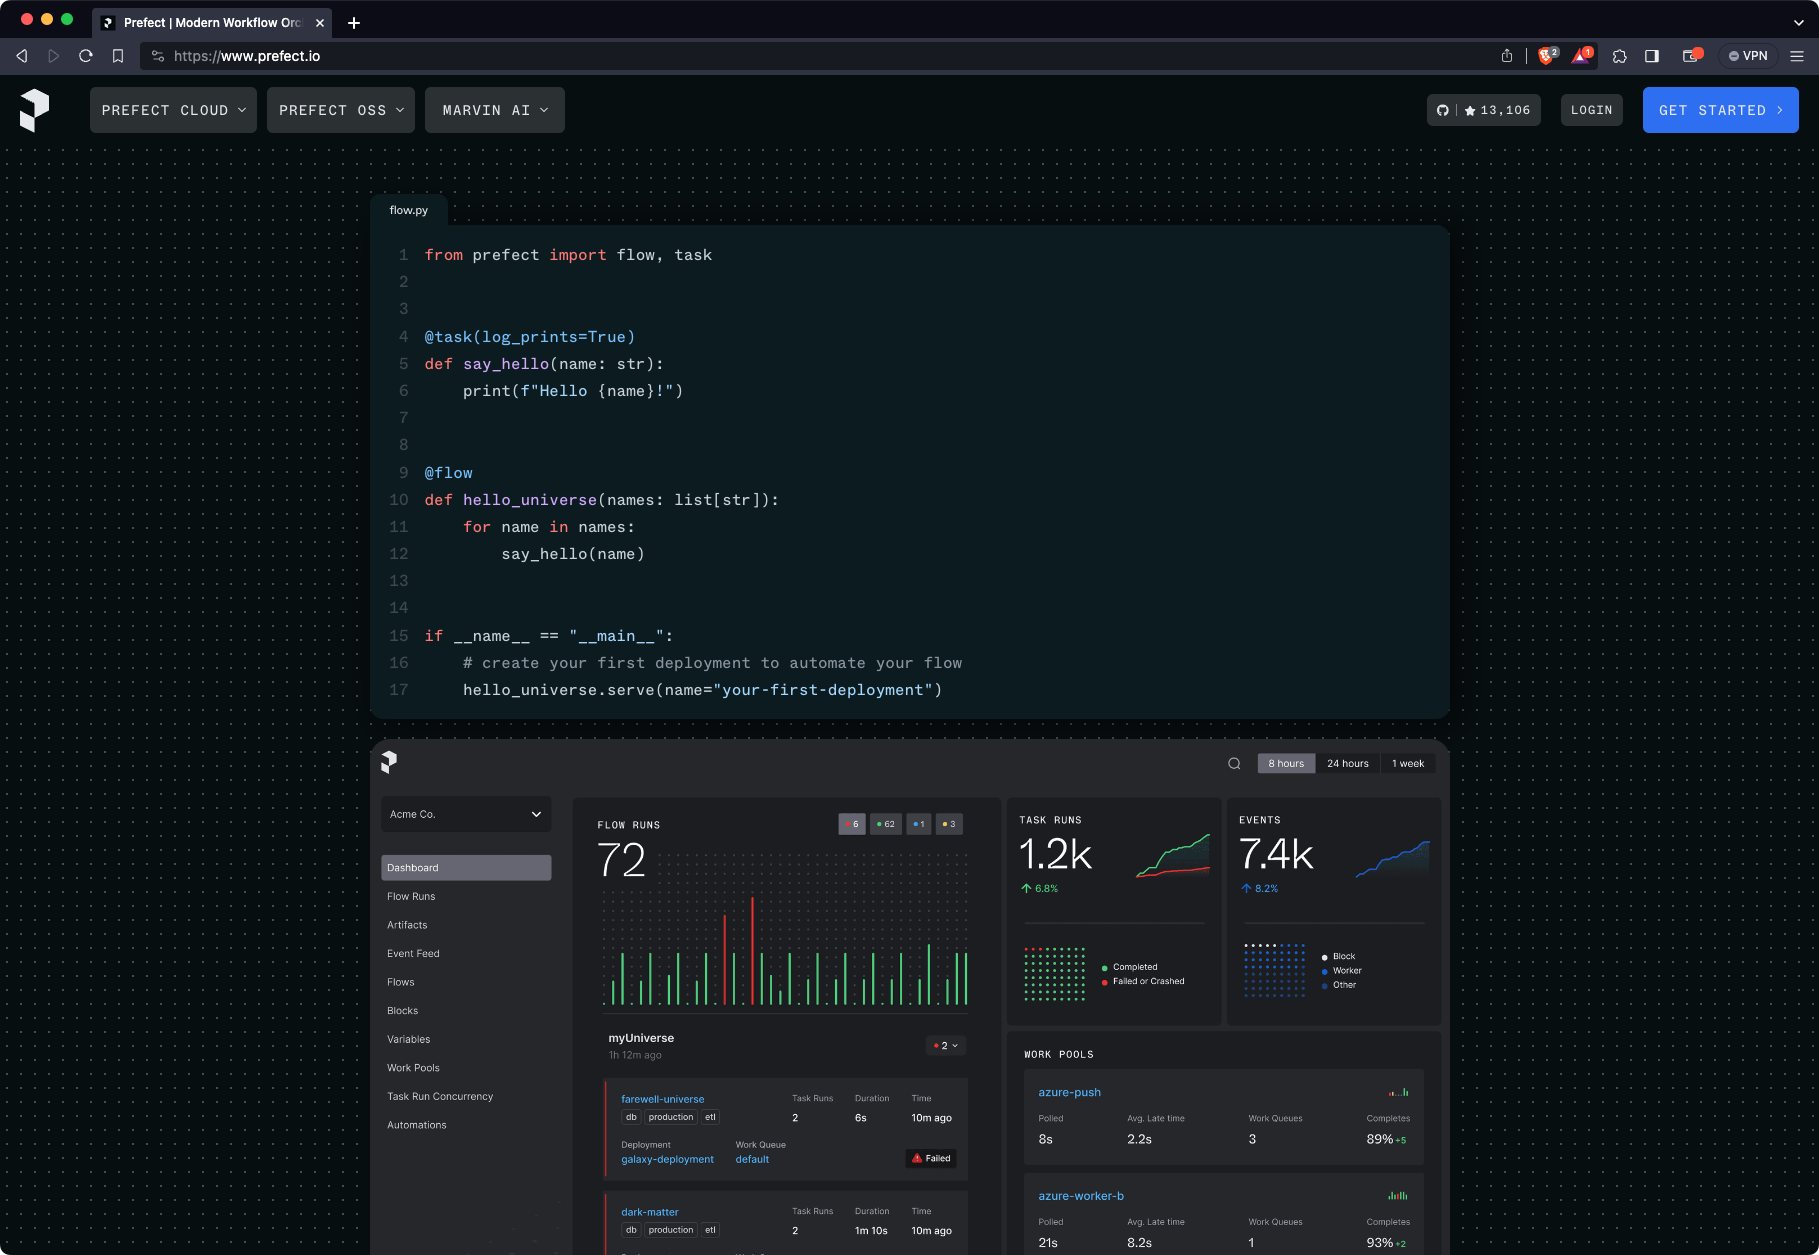 Prefect | Modern Workflow Orc
https://www.prefect.io
2
1
VPN
PREFECT CLOUD
PREFECT OSS
MARVIN AI
13,106
LOGIN
GET STARTED
flow.py
1 from prefect import flow, task
2
3
4 @task(log_prints=True)
5 def say_hello(name: str):
6 print(f"Hello {name}!")
7
8
9 @flow
10 def hello_universe(names: list[str]):
11 for name in names:
12 say_hello(name)
13
14
15 if __name__ == "__main__":
16 # create your first deployment to automate your flow
17 hello_universe.serve(name="your-first-deployment")
8 hours 24 hours 1 week
Acme Co.
Dashboard
Flow Runs
Artifacts
Event Feed
Flows
Blocks
Variables
Work Pools
Task Run Concurrency
Automations
FLOW RUNS
6 62 1 3
72
myUniverse
1h 12m ago
2
farewell-universe Task Runs Duration Time
db production etl 2 6s 10m ago
Deployment Work Queue
galaxy-deployment default Failed
dark-matter Task Runs Duration Time
db production etl 2 1m 10s 10m ago
TASK RUNS
1.2k
6.8%
Completed
Failed or Crashed
EVENTS
7.4k
8.2%
Block
Worker
Other
WORK POOLS
azure-push
Polled Avg. Late time Work Queues Completes
8s 2.2s 3 89% +5
azure-worker-b
Polled Avg. Late time Work Queues Completes
21s 8.2s 1 93% +2